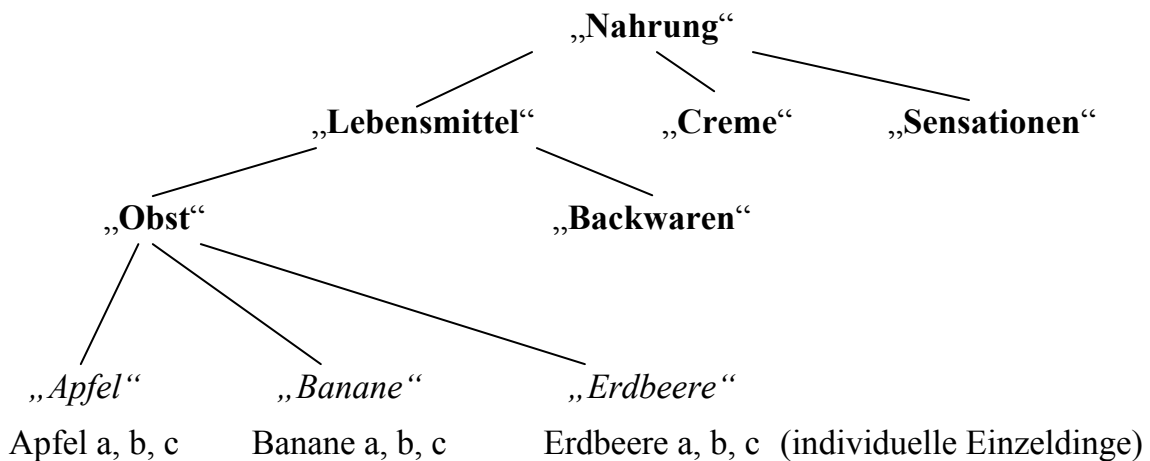 „Nahrung“
„Lebensmittel“ „Creme“ „Sensationen“
„Obst“ „Backwaren“
„Apfel“ „Banane“ „Erdbeere“
Apfel a, b, c Banane a, b, c Erdbeere a, b, c (individuelle Einzeldinge)